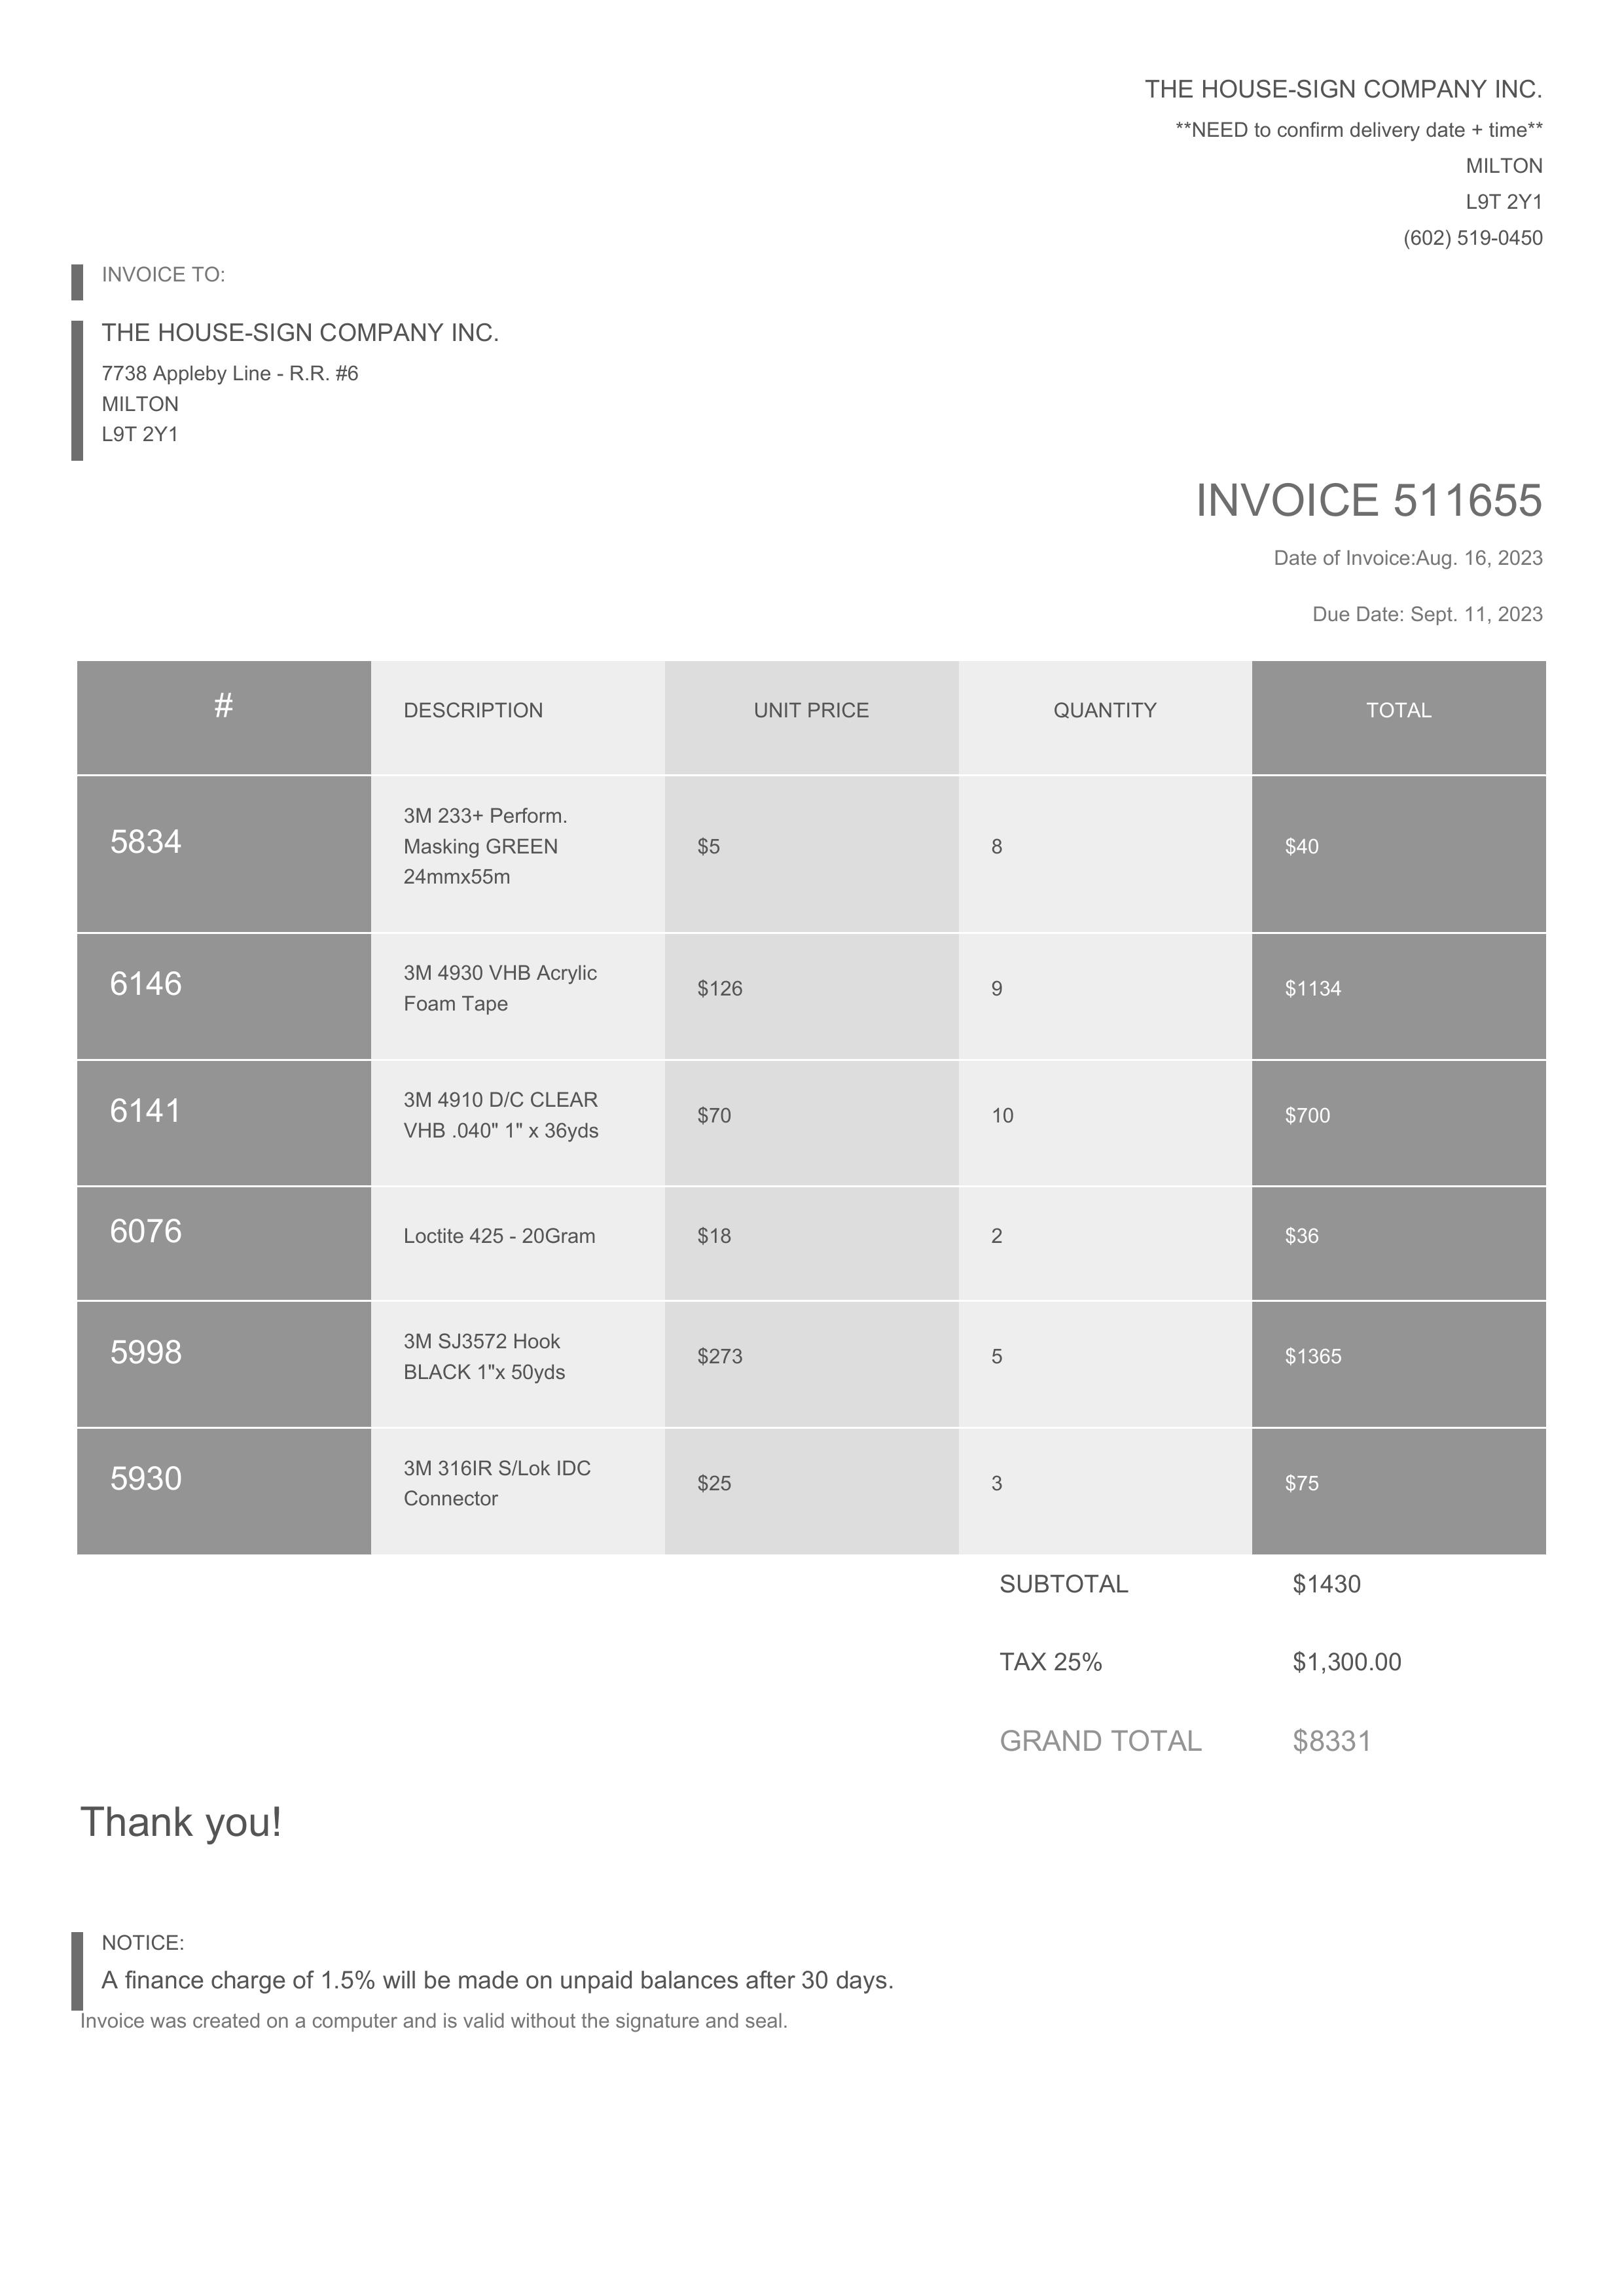 THE HOUSE-SIGN COMPANY INC.
**NEED to confirm delivery date + time**
MILTON
L9T 2Y1
(602) 519-0450
INVOICE TO:
THE HOUSE-SIGN COMPANY INC.
7738 Appleby Line - R.R. #6
MILTON
L9T 2Y1
INVOICE 511655
Date of Invoice:Aug. 16, 2023
Due Date: Sept. 11, 2023
# DESCRIPTION UNIT PRICE QUANTITY TOTAL
5834 3M 233+ Perform.
Masking GREEN $5 8 $40
24mmx55m
6146 3M 4930 VHB Acrylic
Foam Tape $126 9 $1134
6141 3M 4910 D/C CLEAR
VHB .040" 1" x 36yds $70 10 $700
6076 Loctite 425 - 20Gram $18 2 $36
5998 3M SJ3572 Hook
BLACK 1"x 50yds $273 5 $1365
5930 3M 316IR S/Lok IDC
Connector $25 3 $75
SUBTOTAL $1430
TAX 25% $1,300.00
GRAND TOTAL $8331
Thank you!
NOTICE:
A finance charge of 1.5% will be made on unpaid balances after 30 days.
Invoice was created on a computer and is valid without the signature and seal.